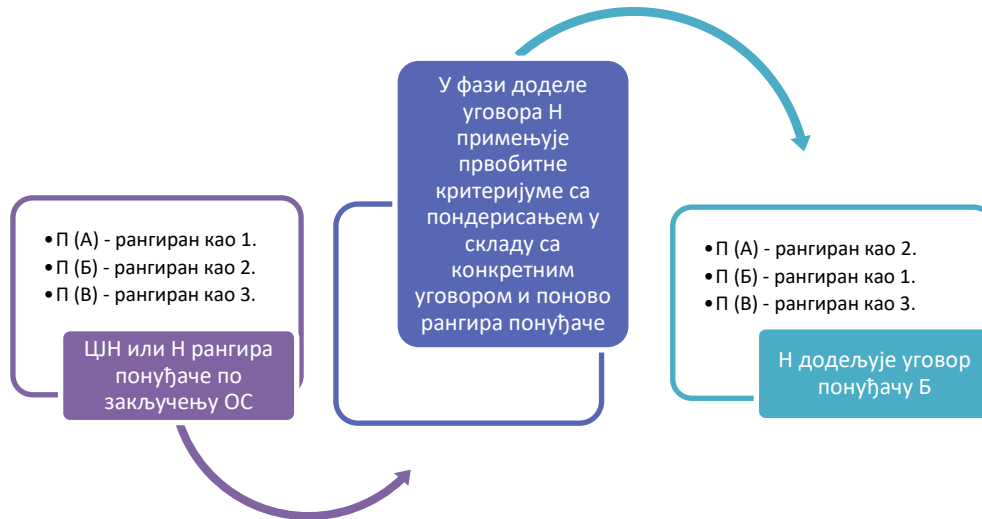 • П (А) - рангиран као 1.
• П (Б) - рангиран као 2.
• П (В) - рангиран као 3.
ЦЈН или Н рангира
понуђаче по
закључењу ОС
У фази доделе
уговора Н
примењује
првобитне
критеријуме са
пондерисањем у
складу са
конкретним
уговором и поново
рангира понуђаче
• П (А) - рангиран као 2.
• П (Б) - рангиран као 1.
• П (В) - рангиран као 3.
Н додељује уговор
понуђачу Б